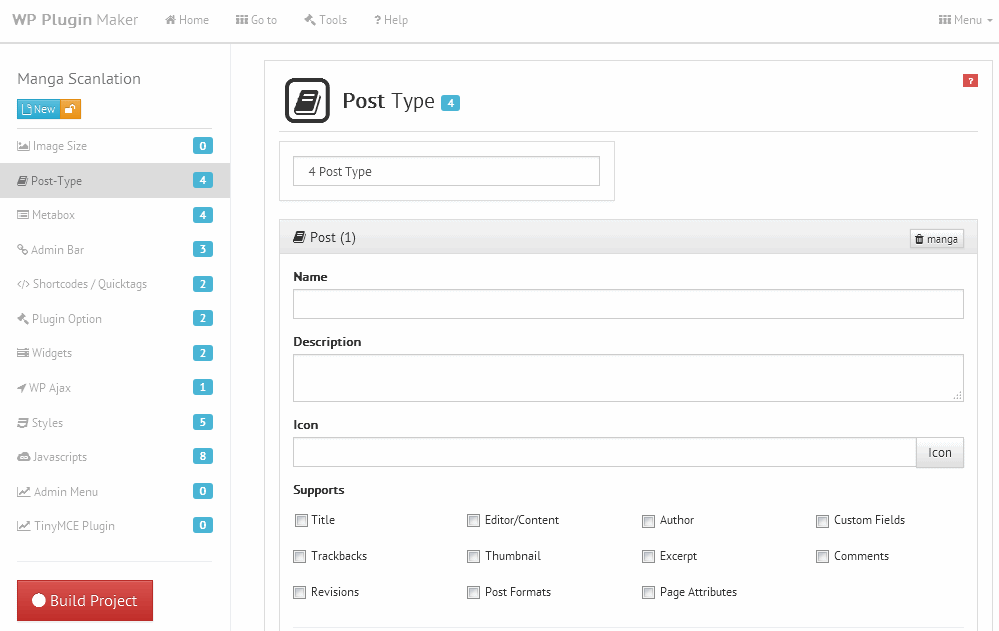 WP Plugin Maker Home Go to Tools ? Help Menu
Manga Scanlation
New
Image Size 0
Post-Type 4
Metabox 4
Admin Bar 3
</> Shortcodes / Quicktags 2
Plugin Option 2
Widgets 2
WP Ajax 1
Styles 5
Javascripts 8
Admin Menu 0
TinyMCE Plugin 0
Build Project
?
Post Type 4
4 Post Type
Post (1) manga
Name
Description
Icon
Icon
Supports
Title Editor/Content Author Custom Fields
Trackbacks Thumbnail Excerpt Comments
Revisions Post Formats Page Attributes